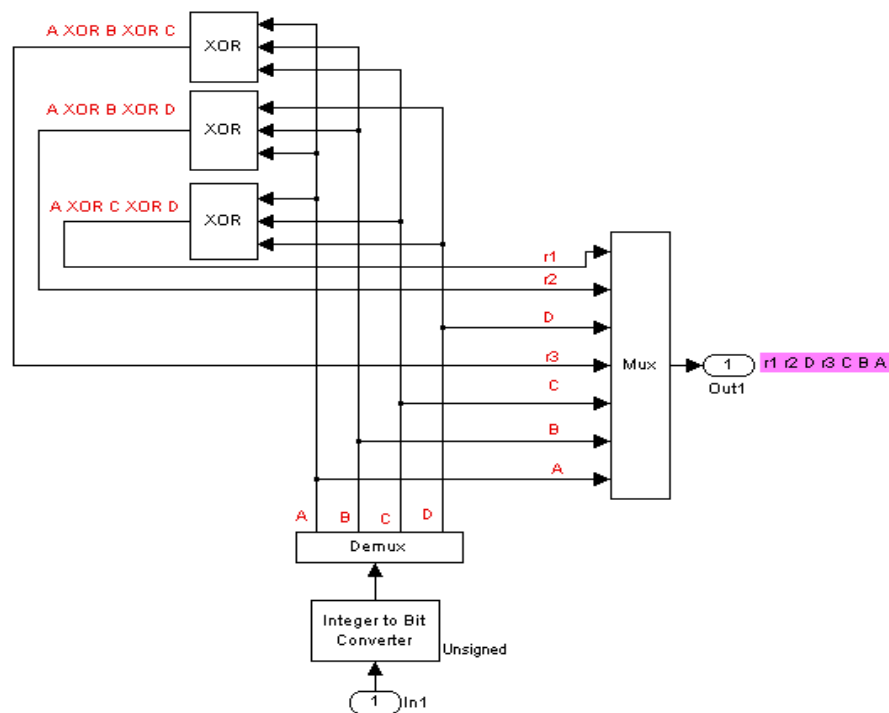 A XOR B XOR C
XOR
A XOR B XOR D
XOR
A XOR C XOR D
XOR
r1
r2
D
r3
C
B
A
Mux
1
Out1
r1 r2 D r3 C B A
A B C D
Demux
Integer to Bit
Converter
Unsigned
1
In1